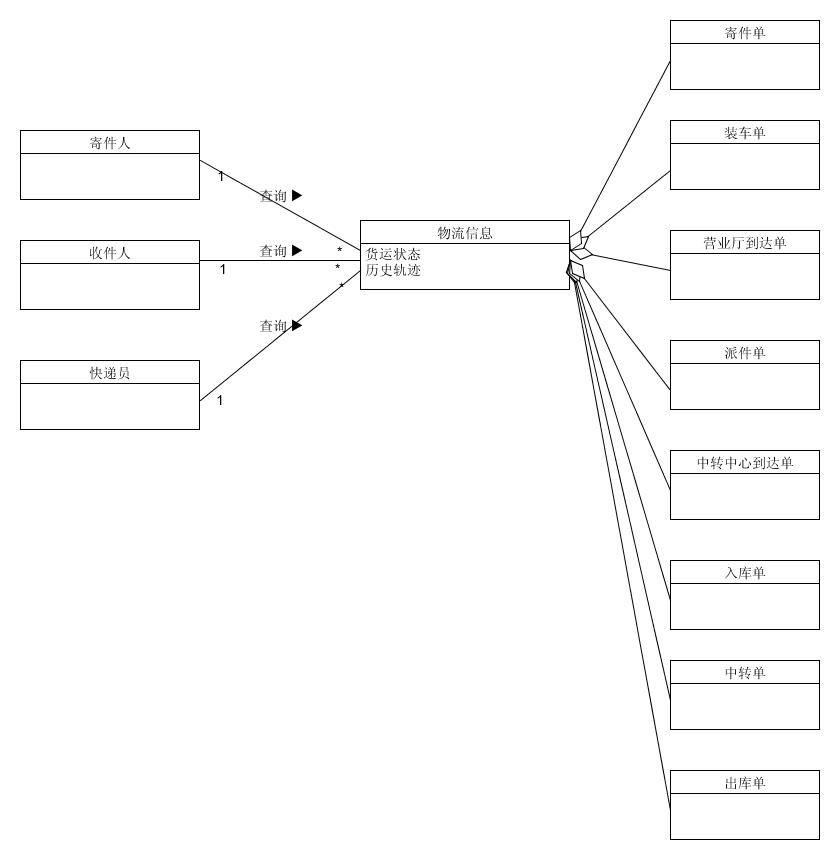 寄件人
1
查询 ▶
收件人
1
查询 ▶
快递员
1
查询 ▶
*
*
*
物流信息
货运状态
历史轨迹
寄件单
装车单
营业厅到达单
派件单
中转中心到达单
入库单
中转单
出库单